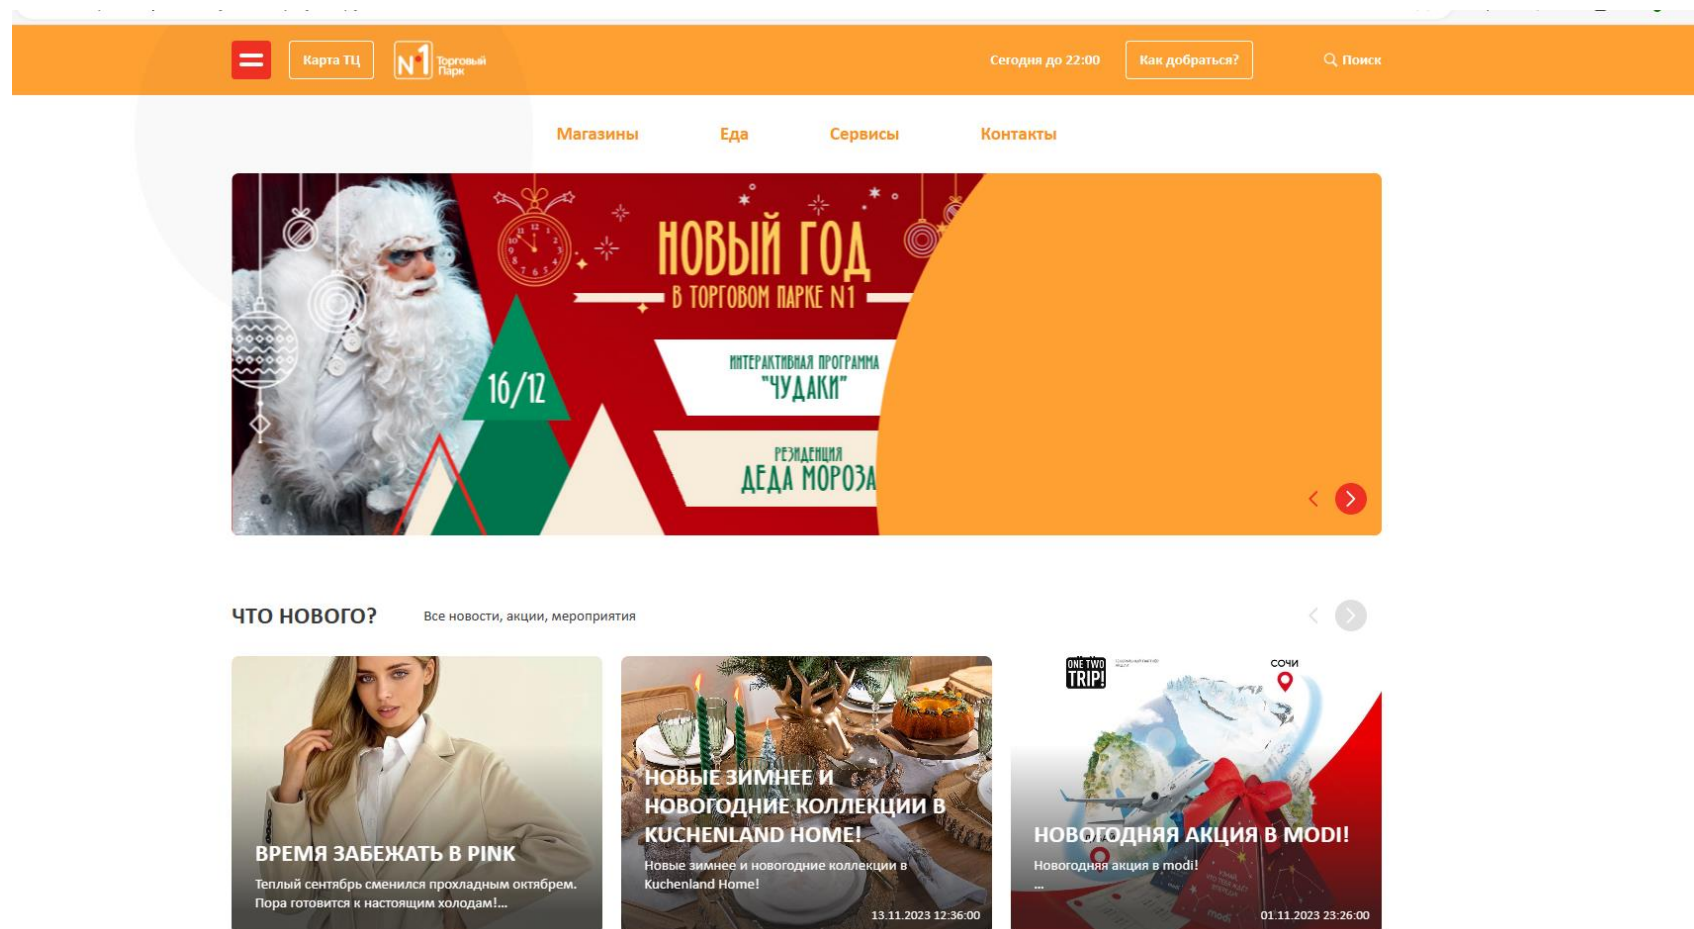 Карта ТЦ
N1 Торговый
Парк
Сегодня до 22:00
Как добраться?
Поиск
Магазины
Еда
Сервисы
Контакты
НОВЫЙ ГОД
В ТОРГОВОМ ПАРКЕ N1
ИНТЕРАКТИВНАЯ ПРОГРАММА
"ЧУДАКИ"
16/12
РЕЗИДЕНЦИЯ
ДЕДА МОРОЗА
ЧТО НОВОГО?
Все новости, акции, мероприятия
ВРЕМЯ ЗАБЕЖАТЬ В PINK
Теплый сентябрь сменился прохладным октябрем.
Пора готовится к настоящим холодам!...
НОВЫЕ ЗИМНЕЕ И
НОВОГОДНИЕ КОЛЛЕКЦИИ В
KUCHENLAND HOME!
Новые зимнее и новогодние коллекции в
Kuchenland Home!
13.11.2023 12:36:00
ONE TWO
TRIP!
СОЧИ
НОВОГОДНЯЯ АКЦИЯ В MODI!
Новогодняя акция в modi!
...
modi
01.11.2023 23:26:00